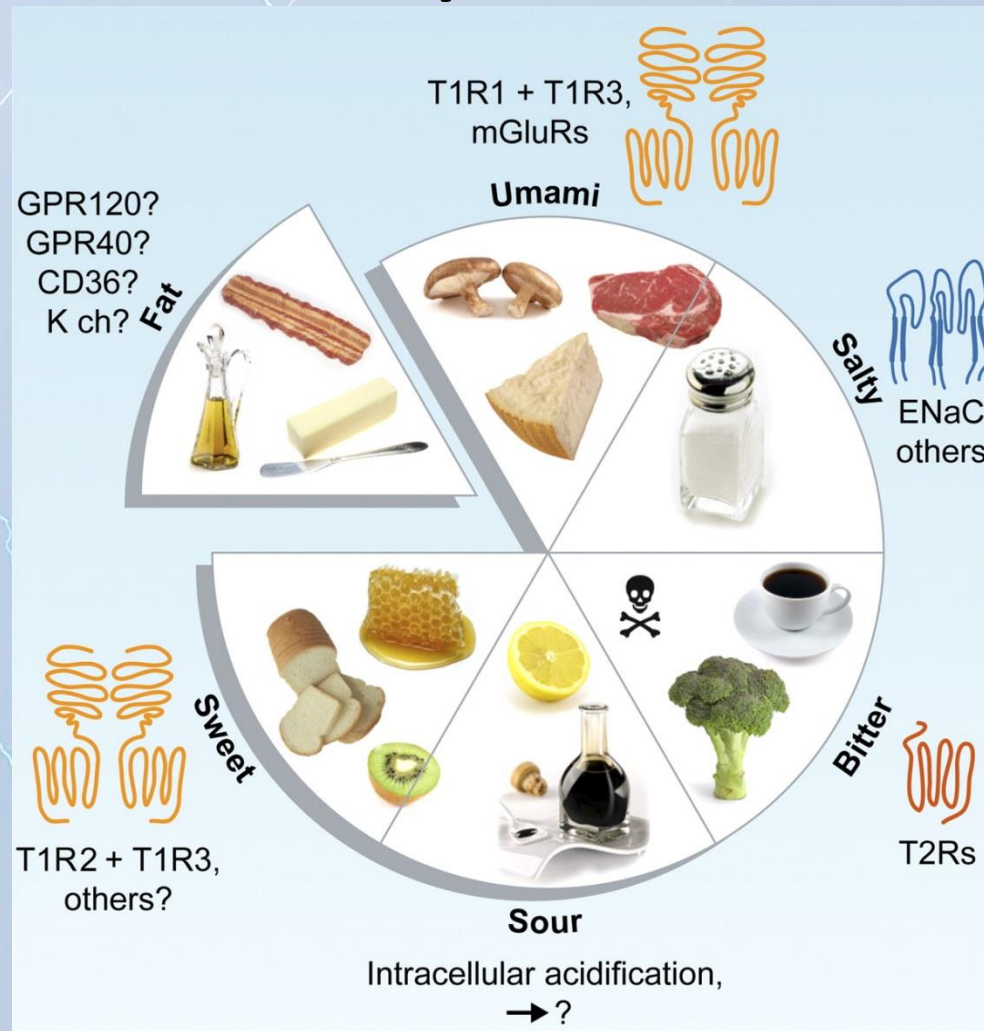 T1R1 + T1R3,
mGluRs
Umami
GPR120?
GPR40?
CD36?
K ch?
Fat
Salty
ENaC
others
Sweet
T1R2 + T1R3,
others?
Bitter
T2Rs
Sour
Intracellular acidification,
→ ?